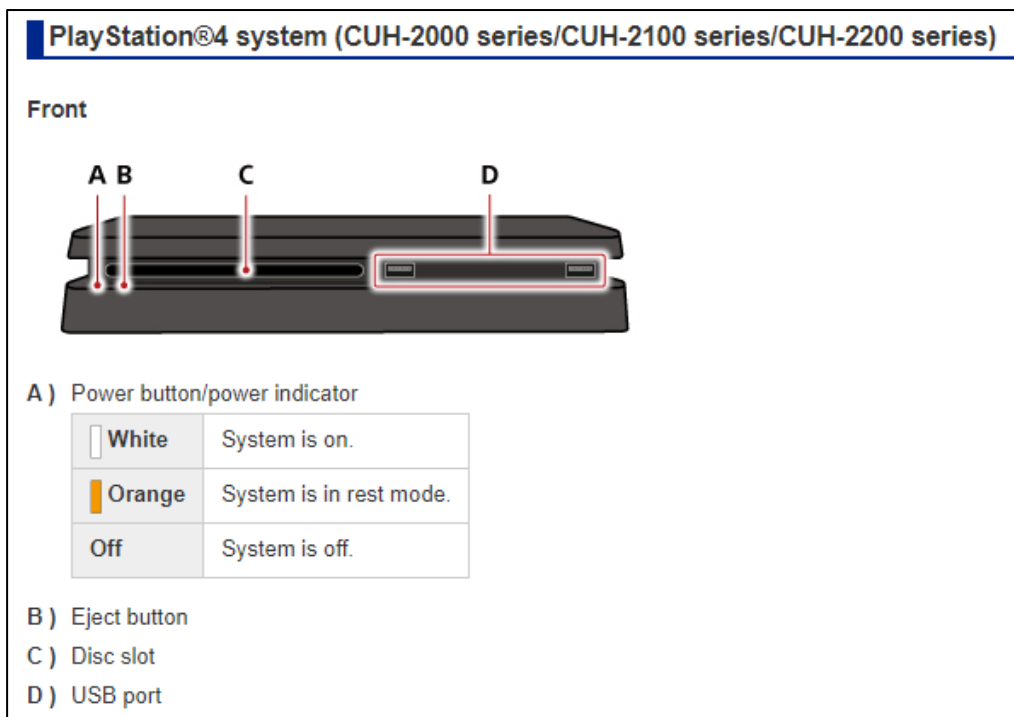 PlayStation®4 system (CUH-2000 series/CUH-2100 series/CUH-2200 series)
Front
A B C D
A ) Power button/power indicator
White System is on.
Orange System is in rest mode.
Off System is off.
B ) Eject button
C ) Disc slot
D ) USB port